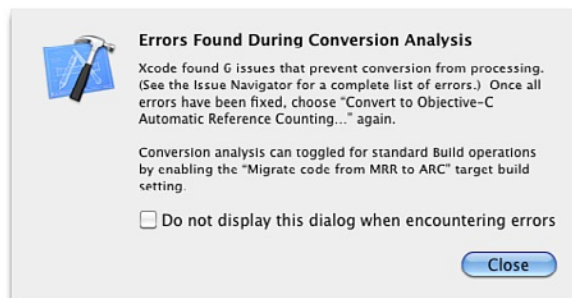 Errors Found During Conversion Analysis
Xcode found 6 issues that prevent conversion from processing.
(See the Issue Navigator for a complete list of errors.) Once all
errors have been fixed, choose “Convert to Objective-C
Automatic Reference Counting...” again.
Conversion analysis can toggled for standard Build operations
by enabling the “Migrate code from MRR to ARC” target build
setting.
Do not display this dialog when encountering errors
Close